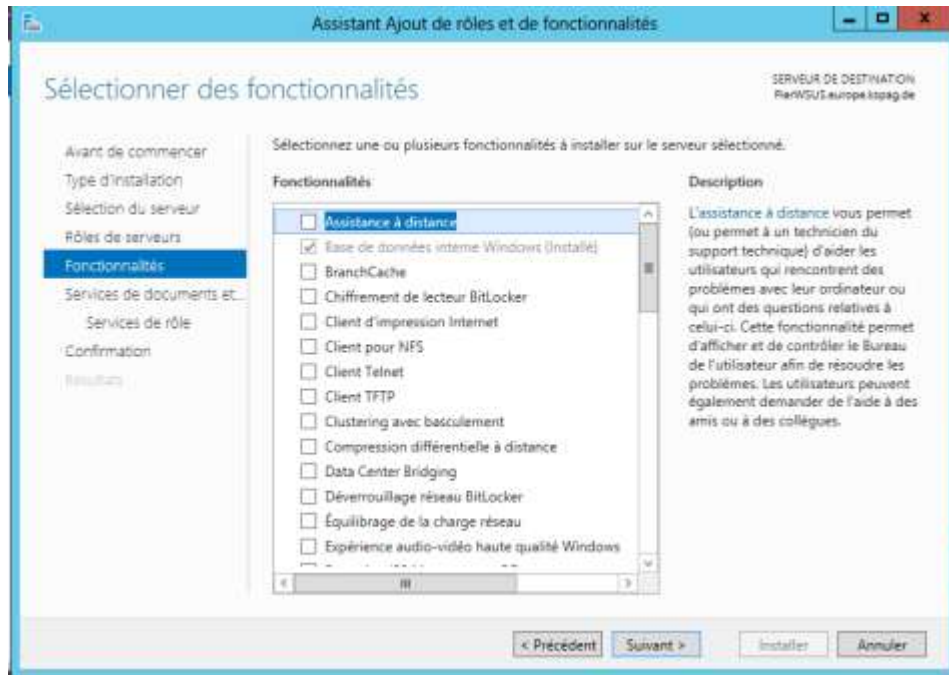 Assistant Ajout de rôles et de fonctionnalités
Sélectionner des fonctionnalités
SERVEUR DE DESTINATION
Avant de commencer
Type d'installation
Sélection du serveur
Rôles de serveurs
Fonctionnalités
Services de documents et...
Services de rôle
Confirmation
Résultats
Sélectionnez une ou plusieurs fonctionnalités à installer sur le serveur sélectionné.
Fonctionnalités
Assistance à distance
Base de données interne Windows (Installé)
BranchCache
Chiffrement de lecteur BitLocker
Client d'impression Internet
Client pour NFS
Client Telnet
Client TFTP
Clustering avec basculement
Compression différentielle à distance
Data Center Bridging
Déverrouillage réseau BitLocker
Équilibrage de la charge réseau
Expérience audio-vidéo haute qualité Windows
Description
L'assistance à distance vous permet
(ou permet à un technicien du
support technique) d'aider les
utilisateurs qui rencontrent des
problèmes avec leur ordinateur ou
qui ont des questions relatives à
celui-ci. Cette fonctionnalité permet
d'afficher et de contrôler le Bureau
de l'utilisateur afin de résoudre les
problèmes. Les utilisateurs peuvent
également demander de l'aide à des
amis ou à des collègues.
< Précédent
Suivant >
Installer
Annuler